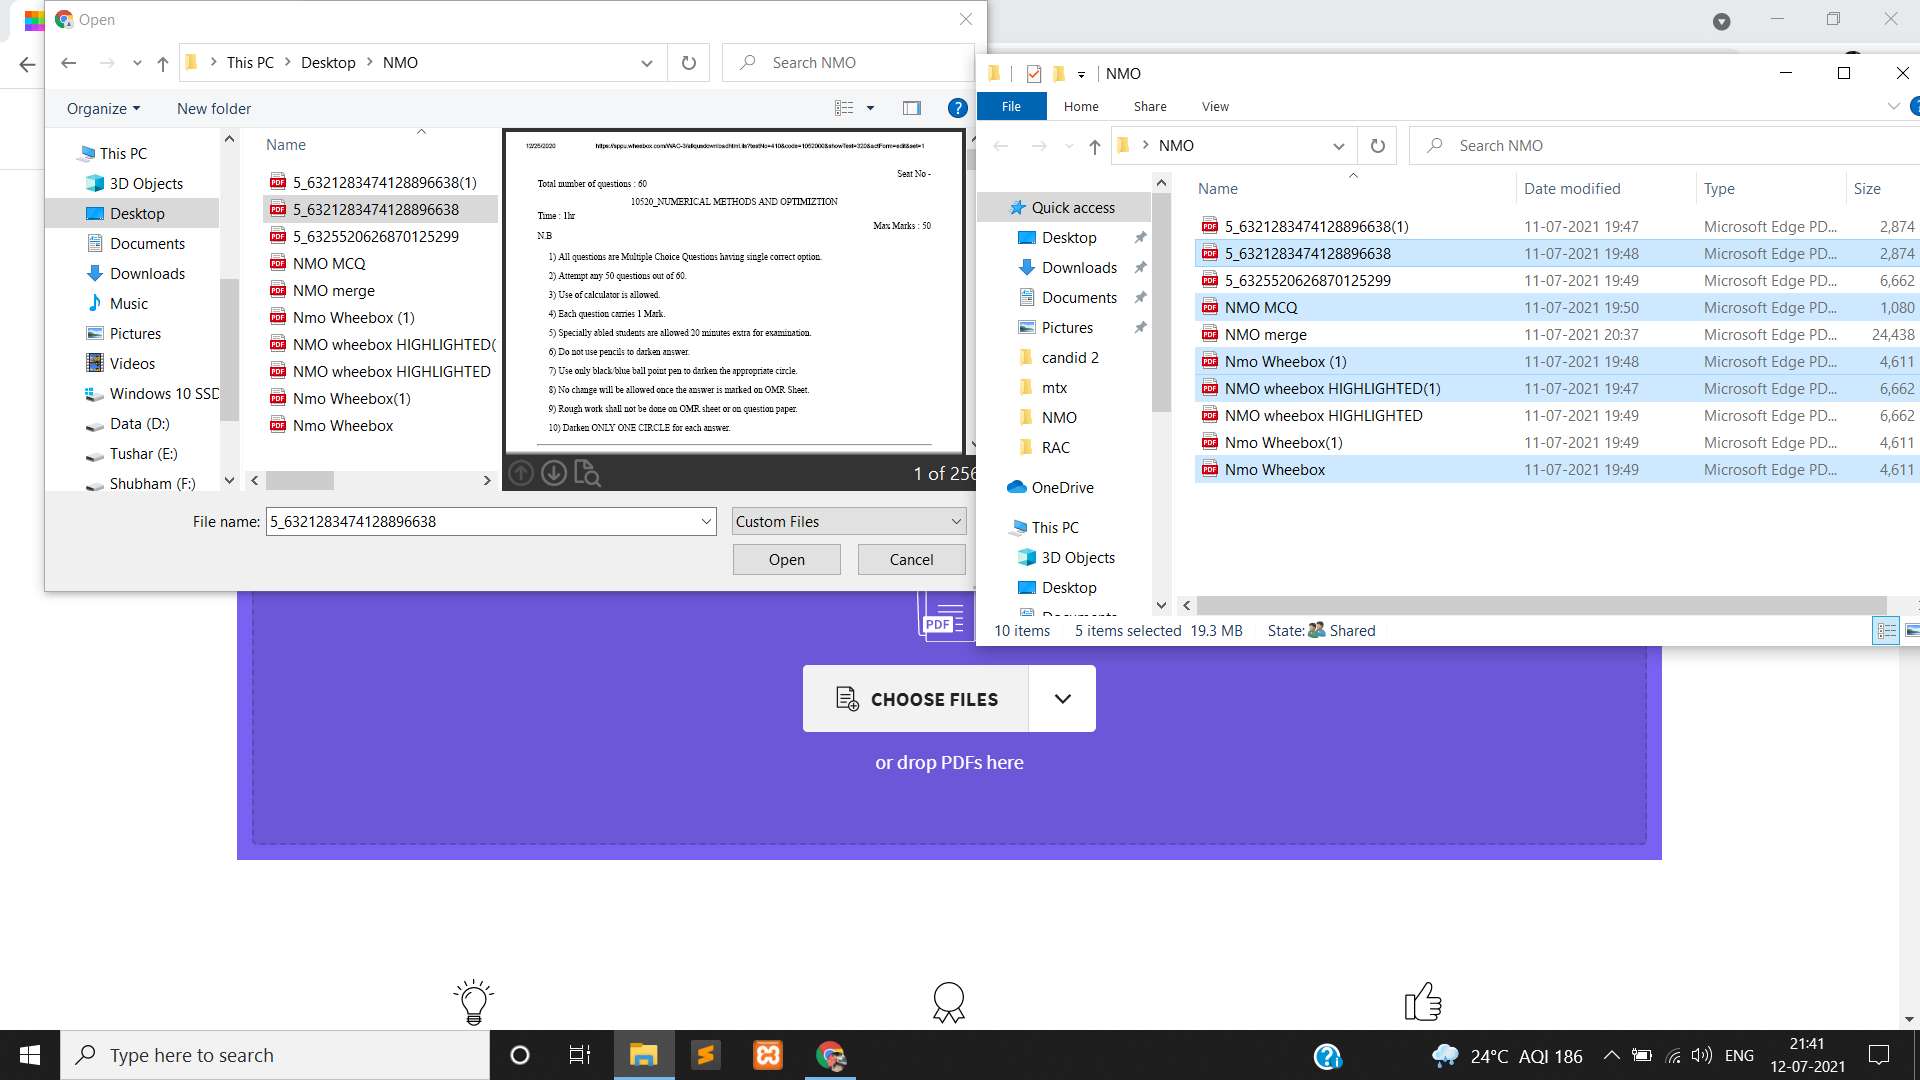 Open
This PC > Desktop > NMO
Search NMO
Organize
New folder
This PC
3D Objects
Desktop
Documents
Downloads
Music
Pictures
Videos
Windows 10 SSD
Data (D:)
Tushar (E:)
Shubham (F:)
Name
5_6321283474128896638(1)
5_6321283474128896638
5_6325520626870125299
NMO MCQ
NMO merge
Nmo Wheebox (1)
NMO wheebox HIGHLIGHTED(
NMO wheebox HIGHLIGHTED
Nmo Wheebox(1)
Nmo Wheebox
12/25/2020
Seat No -
Total number of questions : 60
10520_NUMERICAL METHODS AND OPTIMIZTION
Time : 1hr
Max Marks : 50
N.B
1) All questions are Multiple Choice Questions having single correct option.
2) Attempt any 50 questions out of 60.
3) Use of calculator is allowed.
4) Each question carries 1 Mark.
5) Specially abled students are allowed 20 minutes extra for examination.
6) Do not use pencils to darken answer.
7) Use only black/blue ball point pen to darken the appropriate circle.
8) No change will be allowed once the answer is marked on OMR Sheet.
9) Rough work shall not be done on OMR sheet or on question paper.
10) Darken ONLY ONE CIRCLE for each answer.
1 of 256
File name: 5_6321283474128896638
Custom Files
Open
Cancel
NMO
File
Home
Share
View
NMO
Search NMO
Quick access
Desktop
Downloads
Documents
Pictures
candid 2
mtx
NMO
RAC
OneDrive
This PC
3D Objects
Desktop
Documents
Name Date modified Type Size
5_6321283474128896638(1) 11-07-2021 19:47 Microsoft Edge PD... 2,874
5_6321283474128896638 11-07-2021 19:48 Microsoft Edge PD... 2,874
5_6325520626870125299 11-07-2021 19:49 Microsoft Edge PD... 6,662
NMO MCQ 11-07-2021 19:50 Microsoft Edge PD... 1,080
NMO merge 11-07-2021 20:37 Microsoft Edge PD... 24,438
Nmo Wheebox (1) 11-07-2021 19:48 Microsoft Edge PD... 4,611
NMO wheebox HIGHLIGHTED(1) 11-07-2021 19:47 Microsoft Edge PD... 6,662
NMO wheebox HIGHLIGHTED 11-07-2021 19:49 Microsoft Edge PD... 6,662
Nmo Wheebox(1) 11-07-2021 19:49 Microsoft Edge PD... 4,611
Nmo Wheebox 11-07-2021 19:49 Microsoft Edge PD... 4,611
10 items 5 items selected 19.3 MB State: Shared
PDF
CHOOSE FILES
or drop PDFs here
Type here to search
24°C AQI 186
ENG
21:41
12-07-2021